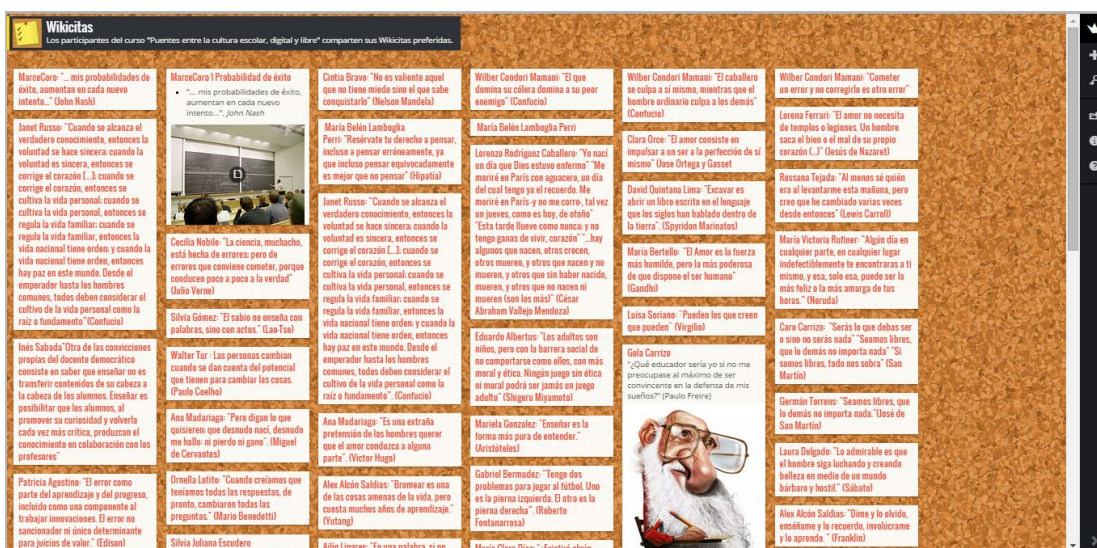 Wikicitas
Los participantes del curso "Puentes entre la cultura escolar, digital y libre" comparten sus Wikicitas preferidas.
MarceCoro: "... mis probabilidades de
éxito, aumentan en cada nuevo
intento..." (John Nash)
Janet Russo: "Cuando se alcanza el
verdadero conocimiento, entonces la
voluntad se hace sincera; cuando la
voluntad es sincera, entonces se
corrige el corazón [...]; cuando se
corrige el corazón, entonces se
cultiva la vida personal; cuando se
cultiva la vida personal, entonces se
regula la vida familiar; cuando se
regula la vida familiar, entonces la
vida nacional tiene orden; y cuando la
vida nacional tiene orden, entonces
hay paz en este mundo. Desde el
emperador hasta los hombres
comunes, todos deben considerar el
cultivo de la vida personal como la
raíz o fundamento"(Confucio)
Inés Sabada"Otra de las convicciones
propias del docente democrático
consiste en saber que enseñar no es
transferir contenidos de su cabeza a
la cabeza de los alumnos. Enseñar es
posibilitar que los alumnos, al
promover su curiosidad y volverla
cada vez más crítica, produzcan el
conocimiento en colaboración con los
profesores"
Patricia Agostino: "El error como
parte del aprendizaje y del progreso,
incluido como una componente al
trabajar innovaciones. El error no
sancionador ni único determinante
para juicios de valor." (Edison)
MarceCoro \ Probabilidad de éxito
"... mis probabilidades de éxito,
aumentan en cada nuevo
intento...", John Nash
Cecilia Nobile: "La ciencia, muchacho,
está hecha de errores; pero de
errores que conviene cometer, porque
conducen poco a poco a la verdad"
(Julio Verne)
Silvia Gómez: "El sabio no enseña con
palabras, sino con actos." (Lao-Tse)
Walter Tur : Las personas cambian
cuando se dan cuenta del potencial
que tienen para cambiar las cosas.
(Paulo Coelho)
Ana Madariaga: "Pero digan lo que
quisieren; que desnudo nací, desnudo
me hallo: ni pierdo ni gano". (Miguel
de Cervantes)
Ornella Lotito: "Cuando creíamos que
teníamos todas las respuestas, de
pronto, cambiaron todas las
preguntas." (Mario Benedetti)
Silvia Juliana Escudero
Cintia Bravo: "No es valiente aquel
que no tiene miedo sino el que sabe
conquistarlo" (Nelson Mandela)
María Belén Lamboglia
Perri: "Resérvate tu derecho a pensar,
incluso a pensar erróneamente, ya
que incluso pensar equivocadamente
es mejor que no pensar" (Hipatia)
Janet Russo: "Cuando se alcanza el
verdadero conocimiento, entonces la
voluntad se hace sincera; cuando la
voluntad es sincera, entonces se
corrige el corazón [...]; cuando se
corrige el corazón, entonces se
cultiva la vida personal; cuando se
cultiva la vida personal, entonces se
regula la vida familiar; cuando se
regula la vida familiar, entonces la
vida nacional tiene orden; y cuando la
vida nacional tiene orden, entonces
hay paz en este mundo. Desde el
emperador hasta los hombres
comunes, todos deben considerar el
cultivo de la vida personal como la
raíz o fundamento". (Confucio)
Ana Madariaga: "Es una extraña
pretensión de los hombres querer
que el amor conduzca a alguna
parte". (Victor Hugo)
Alex Alcón Saldias: "Bromear es una
de las cosas amenas de la vida, pero
cuesta muchos años de aprendizaje."
(Yutang)
Ailín Linares: "En una palabra, si no
Wilber Condori Mamani: "El que
domina su cólera domina a su peor
enemigo" (Confucio)
María Belén Lamboglia Perri
Lorenzo Rodriguez Caballero: "Yo nací
un día que Dios estuvo enfermo" "Me
moriré en París con aguacero, un día
del cual tengo ya el recuerdo. Me
moriré en París -y no me corro-, tal vez
un jueves, como es hoy, de otoño"
"Esta tarde llueve como nunca; y no
tengo ganas de vivir, corazón" "...hay
algunos que nacen, otros crecen,
otros mueren, y otros que nacen y no
mueren, y otros que sin haber nacido,
mueren, y otros que no nacen ni
mueren (son los más)" (César
Abraham Vallejo Mendoza)
Eduardo Albertus: "Los adultos son
niños, pero con la barrera social de
no comportarse como ellos, con más
moral y ética. Ningún juego sin ética
ni moral podrá ser jamás un juego
adulto" (Shigeru Miyamoto)
Mariela Gonzalez: "Enseñar es la
forma más pura de entender."
(Aristóteles)
Gabriel Bermudez: "Tengo dos
problemas para jugar al fútbol. Uno
es la pierna izquierda. El otro es la
pierna derecha". (Roberto
Fontanarrosa)
Wilber Condori Mamani: "El caballero
se culpa a sí mismo, mientras que el
hombre ordinario culpa a los demás"
(Confucio)
Clara Orce: "El amor consiste en
impulsar a un ser a la perfección de sí
mismo" (Jose Ortega y Gasset
David Quintana Lima: "Excavar es
abrir un libro escrito en el lenguaje
que los siglos han hablado dentro de
la tierra". (Spyridon Marinatos)
María Bertello: "El Amor es la fuerza
más humilde, pero la más poderosa
de que dispone el ser humano"
(Gandhi)
Luisa Soriano: "Pueden los que creen
que pueden" (Virgilio)
Gola Carrizo
"¿Qué educador sería yo si no me
preocupase al máximo de ser
convincente en la defensa de mis
sueños?" (Paulo Freire)
Wilber Condori Mamani: "Cometer
un error y no corregirlo es otro error"
Lorena Ferrari: "El amor no necesita
de templos o legiones. Un hombre
saca el bien o el mal de su propio
corazón (...)" (Jesús de Nazaret)
Rossana Tejada: "Al menos sé quién
era al levantarme esta mañana, pero
creo que he cambiado varias veces
desde entonces" (Lewis Carroll)
María Victoria Rufiner: "Algún día en
cualquier parte, en cualquier lugar
indefectiblemente te encontraras a ti
mismo, y esa, solo esa, puede ser la
más feliz o la más amarga de tus
horas." (Neruda)
Caro Carrizo: "Serás lo que debas ser
o sino no serás nada" "Seamos libres,
que lo demás no importa nada" "Si
somos libres, todo nos sobra" (San
Martín)
Germán Torrens: "Seamos libres, que
lo demás no importa nada."(José de
San Martín)
Laura Delgado: "Lo admirable es que
el hombre siga luchando y creando
belleza en medio de un mundo
bárbaro y hostil." (Sábato)
Alex Alcón Saldias: "Dime y lo olvido,
enséñame y lo recuerdo, involúcrame
y lo aprendo. " (Franklin)